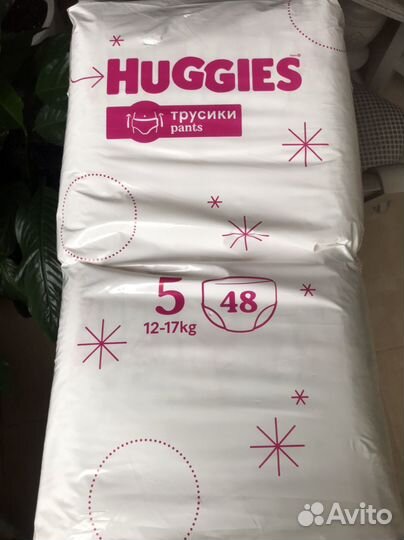 HUGGIES
трусики
pants
5
48
12-17kg
Avito